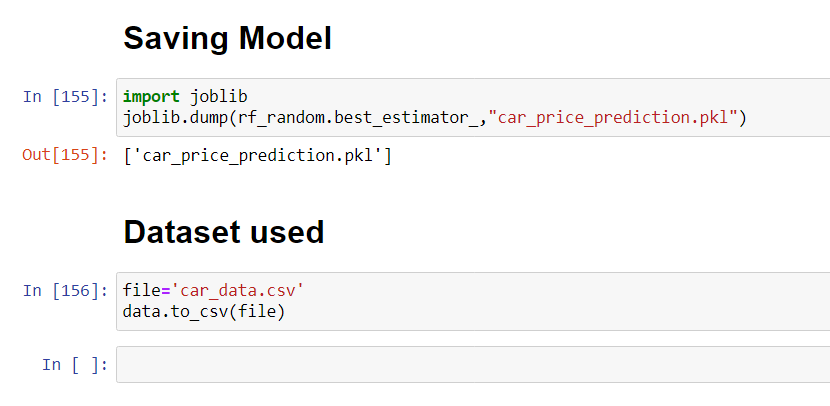 Saving Model
In [155]: import joblib
joblib.dump(rf_random.best_estimator_,"car_price_prediction.pkl")
Out[155]: ['car_price_prediction.pkl']
Dataset used
In [156]: file='car_data.csv'
data.to_csv(file)
In [ ]: